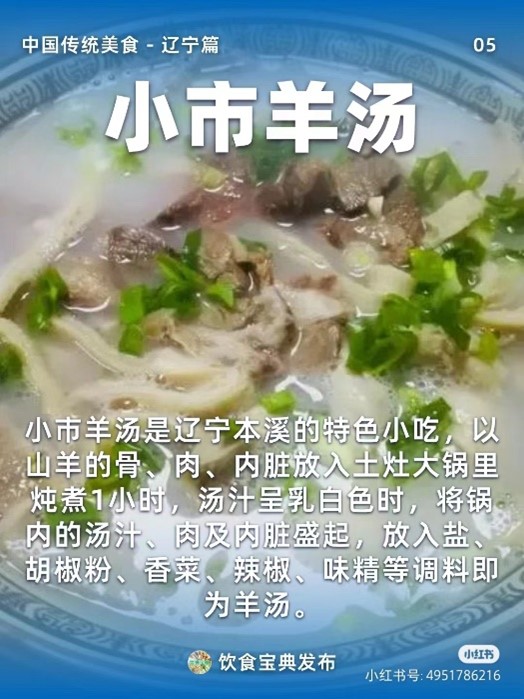 中国传统美食 - 辽宁篇
05
小市羊汤
小市羊汤是辽宁本溪的特色小吃，以
山羊的骨、肉、内脏放入土灶大锅里
炖煮1小时，汤汁呈乳白色时，将锅
内的汤汁、肉及内脏盛起，放入盐、
胡椒粉、香菜、辣椒、味精等调料即
为羊汤。
饮食宝典发布
小红书
小红书号: 4951786216